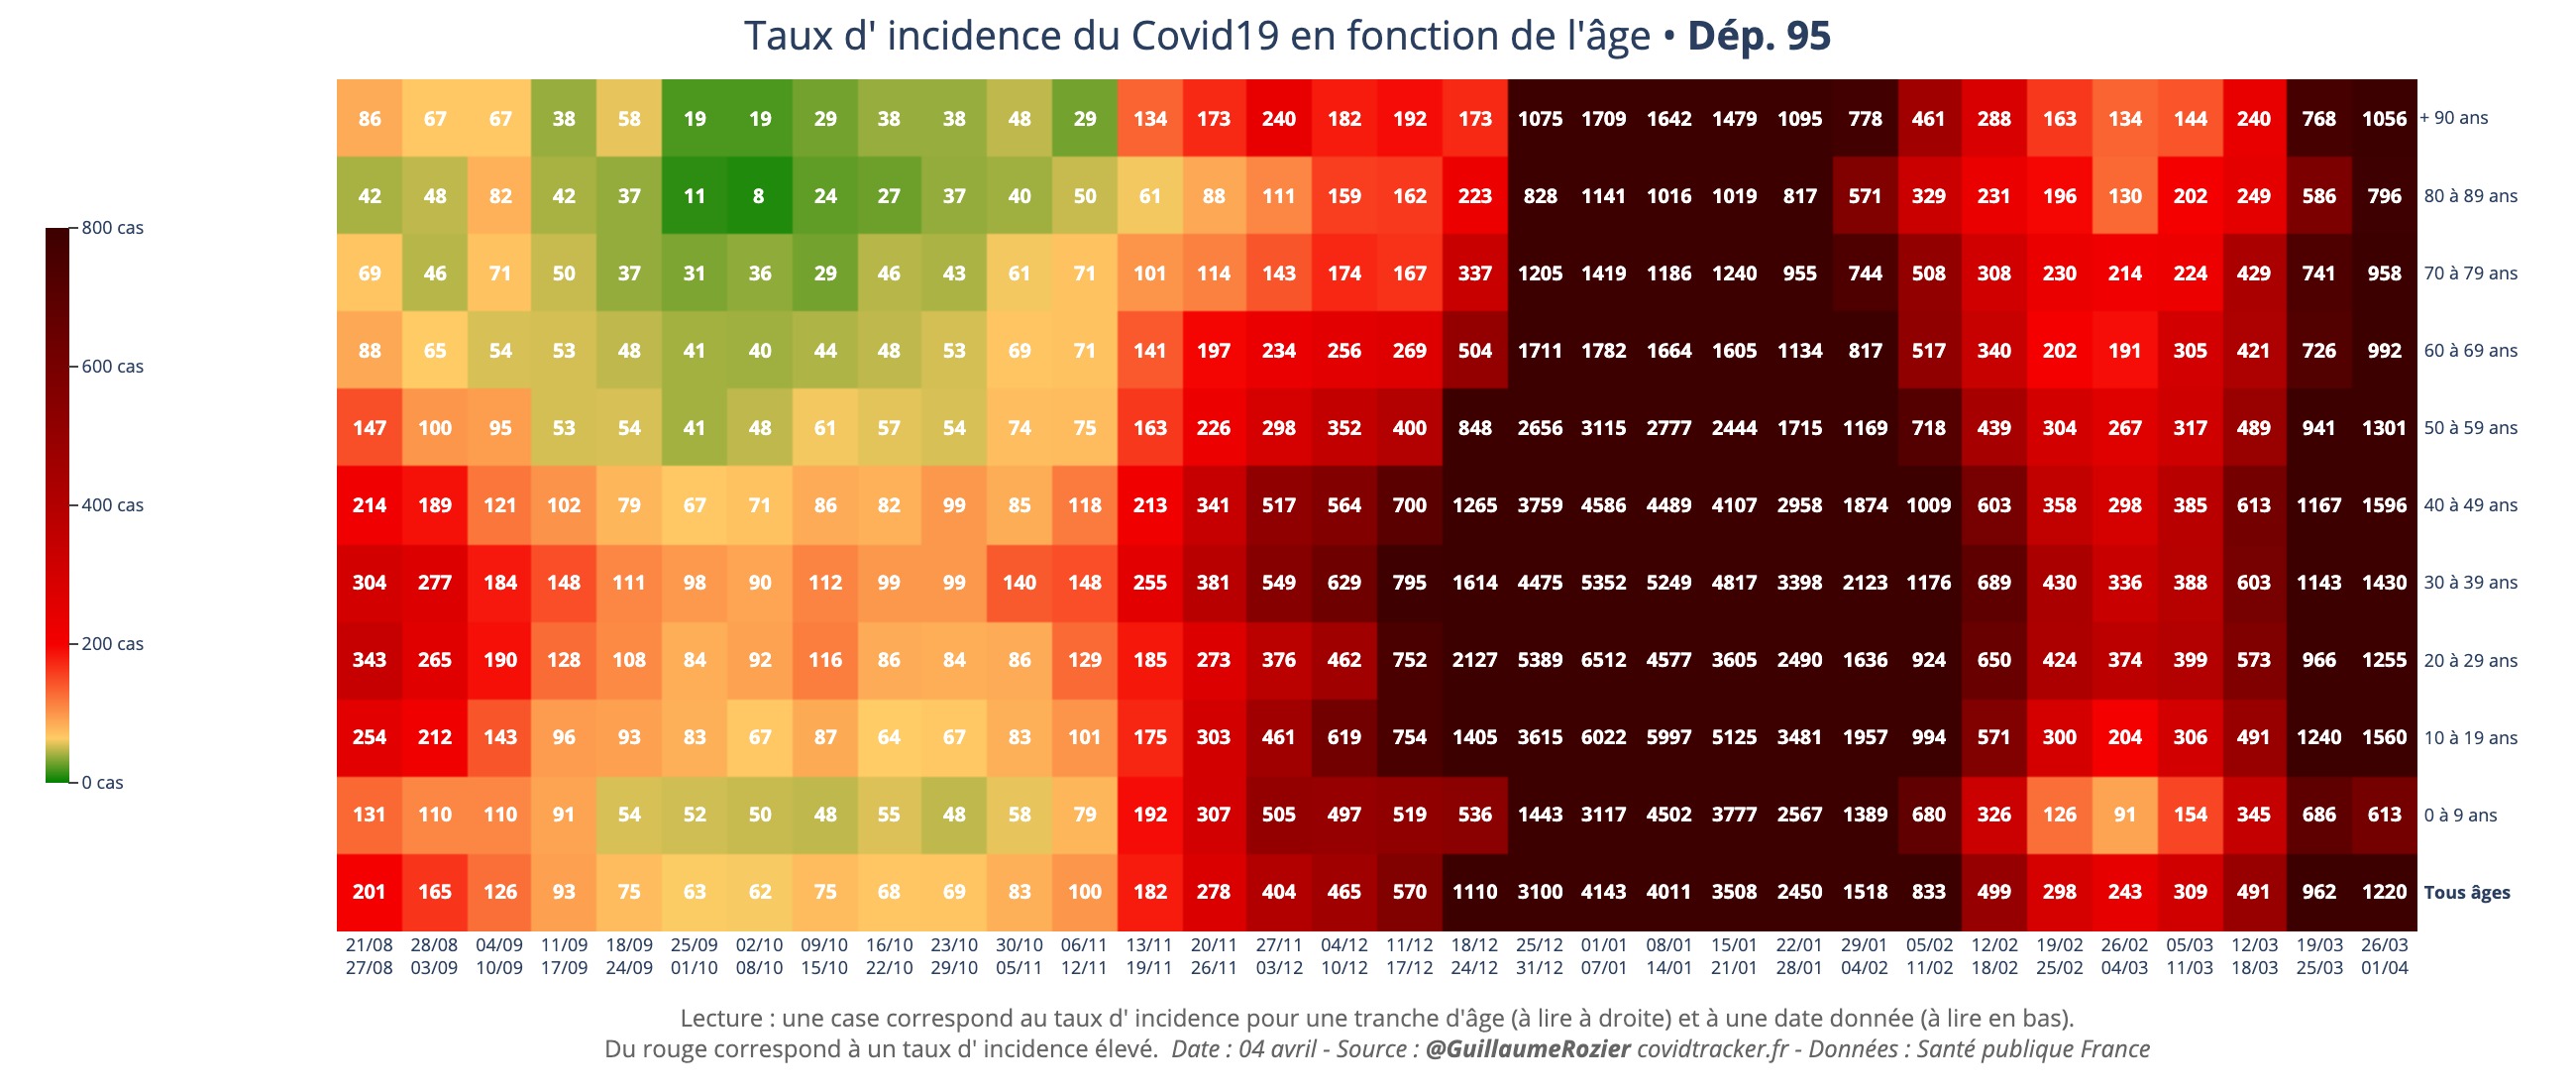 Taux d' incidence du Covid19 en fonction de l'âge • Dép. 95
86 67 67 38 58 19 19 29 38 38 48 29 134 173 240 182 192 173 1075 1709 1642 1479 1095 778 461 288 163 134 144 240 768 1056 + 90 ans
42 48 82 42 37 11 8 24 27 37 40 50 61 88 111 159 162 223 828 1141 1016 1019 817 571 329 231 196 130 202 249 586 796 80 à 89 ans
800 cas
69 46 71 50 37 31 36 29 46 43 61 71 101 114 143 174 167 337 1205 1419 1186 1240 955 744 508 308 230 214 224 429 741 958 70 à 79 ans
88 65 54 53 48 41 40 44 48 53 69 71 141 197 234 256 269 504 1711 1782 1664 1605 1134 817 517 340 202 191 305 421 726 992 60 à 69 ans
600 cas
147 100 95 53 54 41 48 61 57 54 74 75 163 226 298 352 400 848 2656 3115 2777 2444 1715 1169 718 439 304 267 317 489 941 1301 50 à 59 ans
400 cas
214 189 121 102 79 67 71 86 82 99 85 118 213 341 517 564 700 1265 3759 4586 4489 4107 2958 1874 1009 603 358 298 385 613 1167 1596 40 à 49 ans
304 277 184 148 111 98 90 112 99 99 140 148 255 381 549 629 795 1614 4475 5352 5249 4817 3398 2123 1176 689 430 336 388 603 1143 1430 30 à 39 ans
200 cas
343 265 190 128 108 84 92 116 86 84 86 129 185 273 376 462 752 2127 5389 6512 4577 3605 2490 1636 924 650 424 374 399 573 966 1255 20 à 29 ans
254 212 143 96 93 83 67 87 64 67 83 101 175 303 461 619 754 1405 3615 6022 5997 5125 3481 1957 994 571 300 204 306 491 1240 1560 10 à 19 ans
0 cas
131 110 110 91 54 52 50 48 55 48 58 79 192 307 505 497 519 536 1443 3117 4502 3777 2567 1389 680 326 126 91 154 345 686 613 0 à 9 ans
201 165 126 93 75 63 62 75 68 69 83 100 182 278 404 465 570 1110 3100 4143 4011 3508 2450 1518 833 499 298 243 309 491 962 1220 Tous âges
21/08 28/08 04/09 11/09 18/09 25/09 02/10 09/10 16/10 23/10 30/10 06/11 13/11 20/11 27/11 04/12 11/12 18/12 25/12 01/01 08/01 15/01 22/01 29/01 05/02 12/02 19/02 26/02 05/03 12/03 19/03 26/03
27/08 03/09 10/09 17/09 24/09 01/10 08/10 15/10 22/10 29/10 05/11 12/11 19/11 26/11 03/12 10/12 17/12 24/12 31/12 07/01 14/01 21/01 28/01 04/02 11/02 18/02 25/02 04/03 11/03 18/03 25/03 01/04
Lecture : une case correspond au taux d' incidence pour une tranche d'âge (à lire à droite) et à une date donnée (à lire en bas).
Du rouge correspond à un taux d' incidence élevé. Date : 04 avril - Source : @GuillaumeRozier covidtracker.fr - Données : Santé publique France